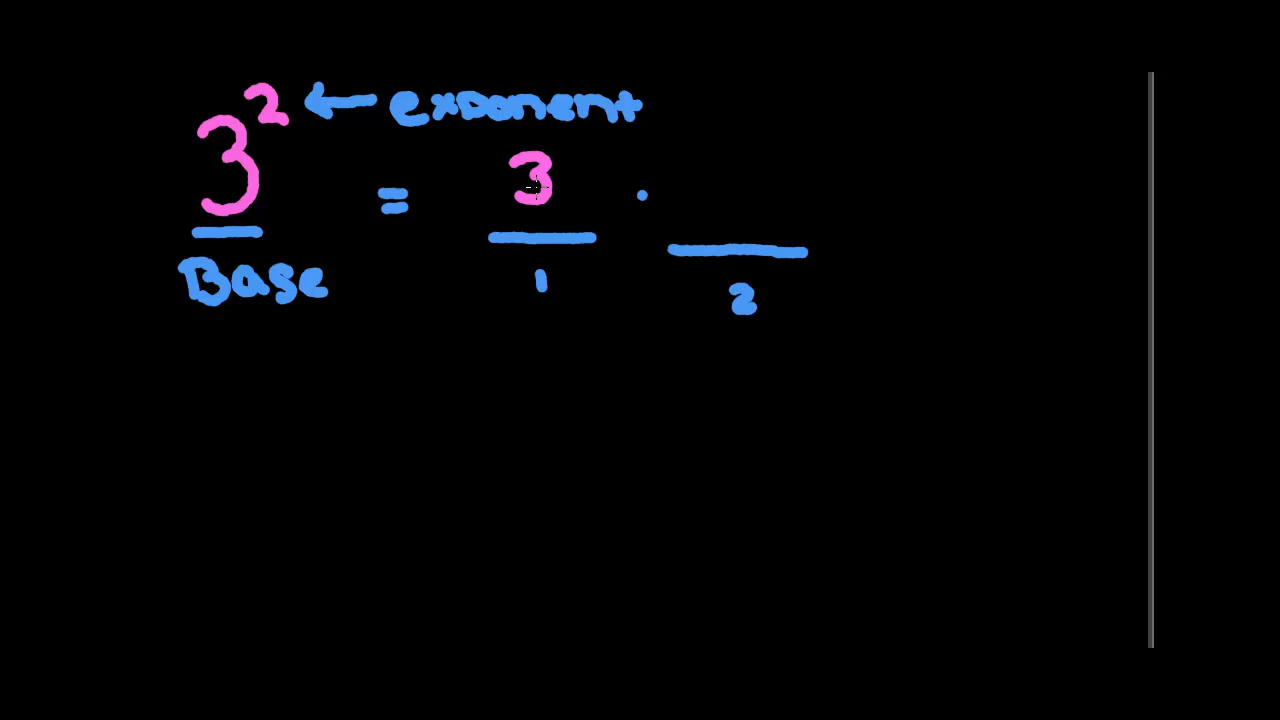 3² ← exponent
= 3 ·
1 2
Base